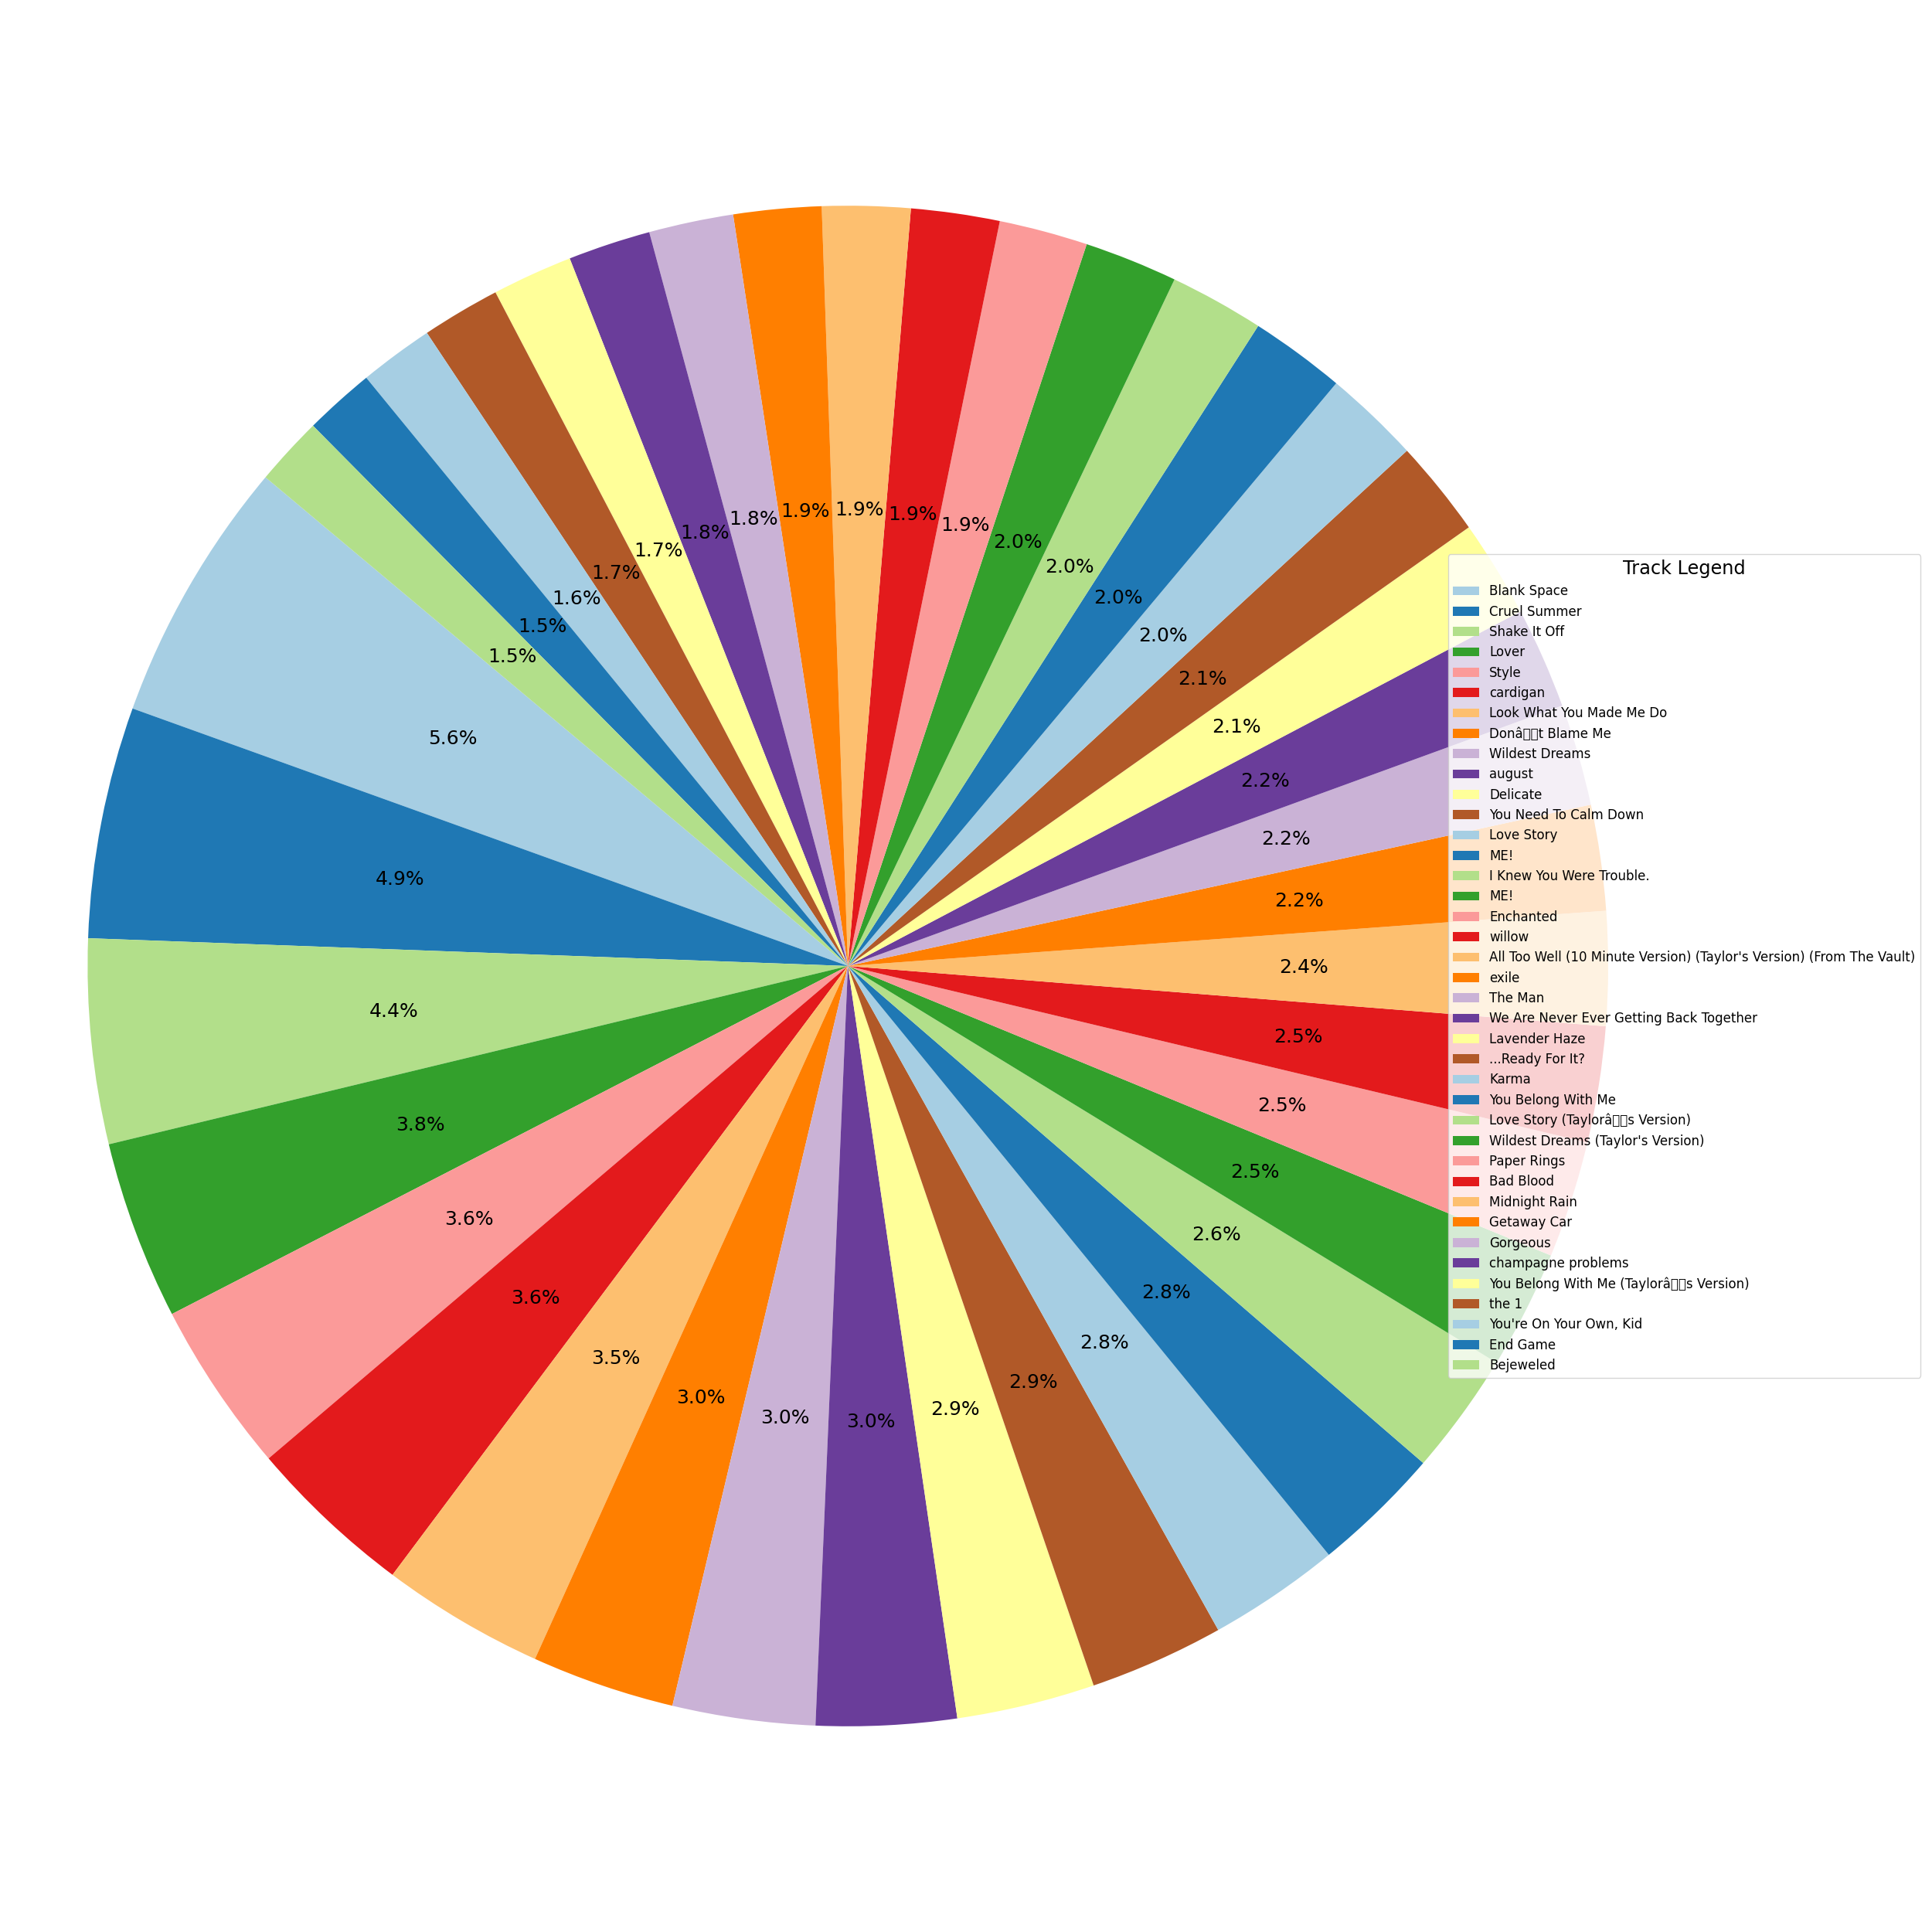 1.9%
1.9%
1.9%
1.8%
1.9%
1.8%
2.0%
1.7%
2.0%
1.7%
2.0%
1.6%
1.5%
2.0%
1.5%
2.1%
2.1%
5.6%
2.2%
2.2%
4.9%
2.2%
2.4%
4.4%
2.5%
2.5%
3.8%
2.5%
3.6%
2.6%
2.8%
3.6%
2.8%
3.5%
2.9%
3.0%
2.9%
3.0%
3.0%
Track Legend
Blank Space
Cruel Summer
Shake It Off
Lover
Style
cardigan
Look What You Made Me Do
Donâ▯▯t Blame Me
Wildest Dreams
august
Delicate
You Need To Calm Down
Love Story
ME!
I Knew You Were Trouble.
ME!
Enchanted
willow
All Too Well (10 Minute Version) (Taylor's Version) (From The Vault)
exile
The Man
We Are Never Ever Getting Back Together
Lavender Haze
...Ready For It?
Karma
You Belong With Me
Love Story (Taylorâ▯▯s Version)
Wildest Dreams (Taylor's Version)
Paper Rings
Bad Blood
Midnight Rain
Getaway Car
Gorgeous
champagne problems
You Belong With Me (Taylorâ▯▯s Version)
the 1
You're On Your Own, Kid
End Game
Bejeweled